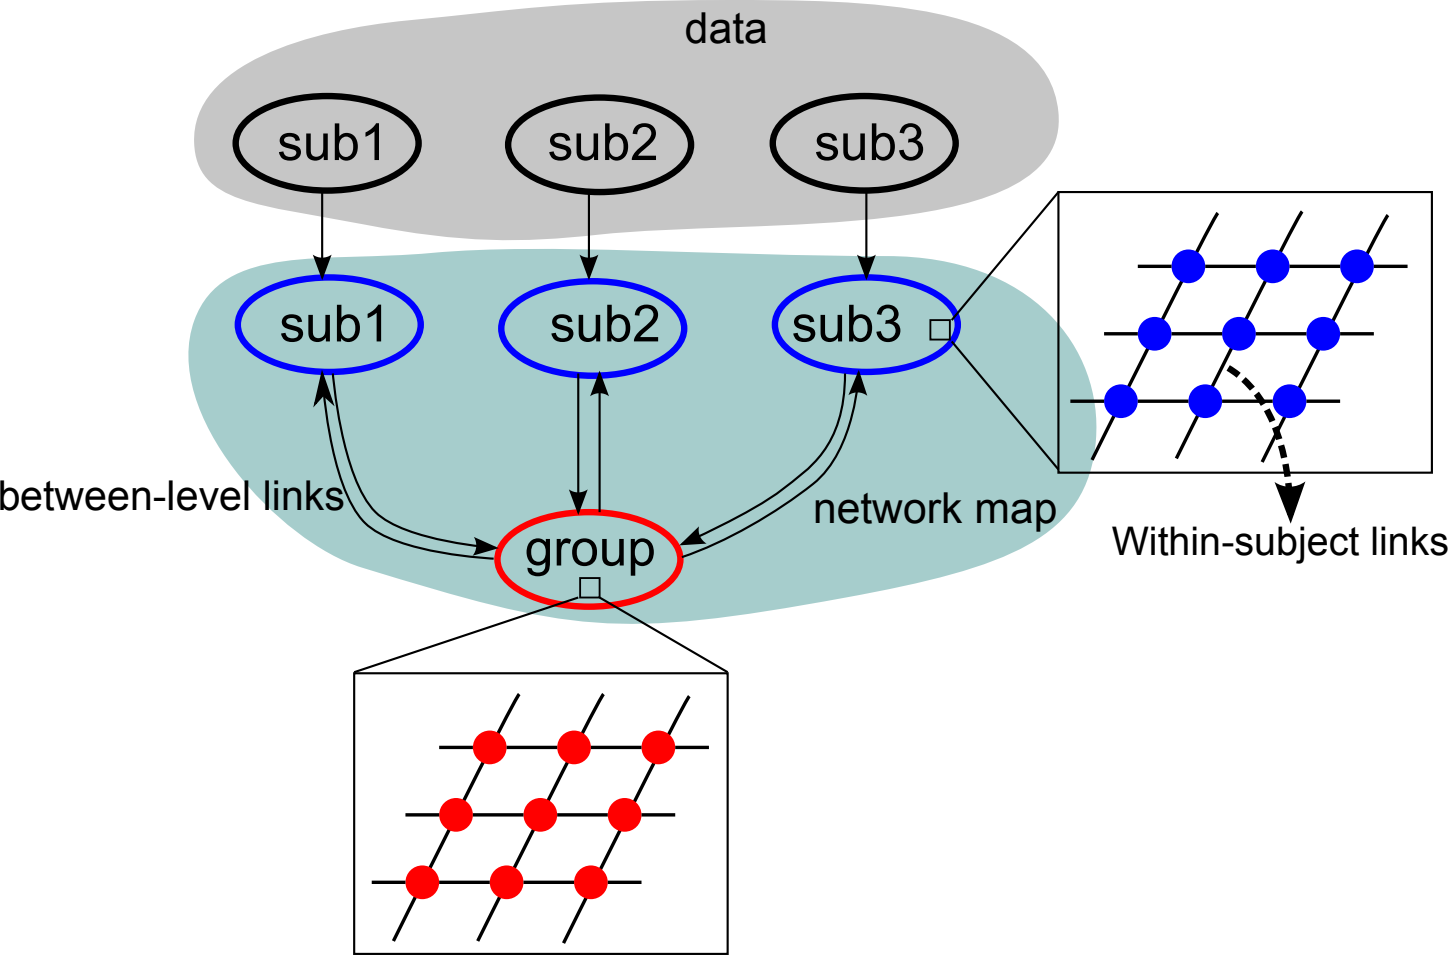 data
sub1 sub2 sub3
sub1 sub2 sub3
between-level links
network map
Within-subject links
group